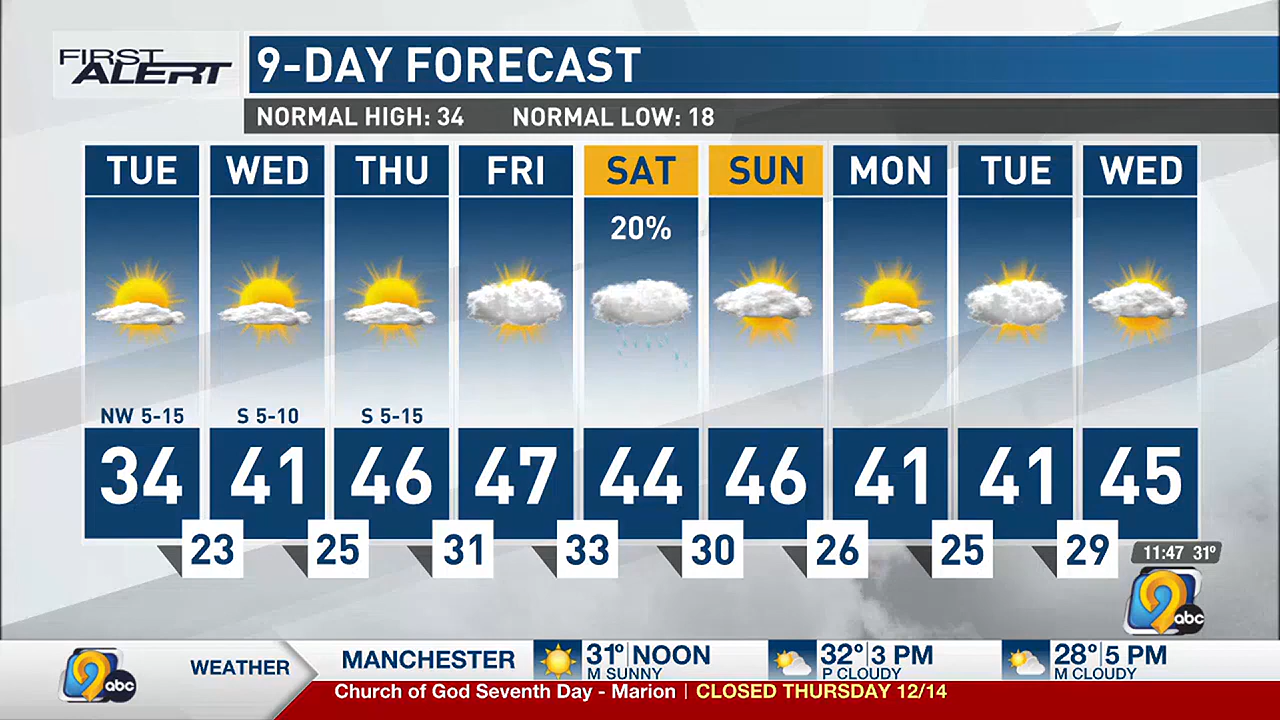 FIRST ALERT
9-DAY FORECAST
NORMAL HIGH: 34 NORMAL LOW: 18
TUE WED THU FRI SAT SUN MON TUE WED
20%
NW 5-15 S 5-10 S 5-15
34 41 46 47 44 46 41 41 45
23 25 31 33 30 26 25 29
11:47 31°
9 abc
9 abc WEATHER MANCHESTER 31° NOON 32° 3 PM 28° 5 PM
M SUNNY P CLOUDY M CLOUDY
Church of God Seventh Day - Marion | CLOSED THURSDAY 12/14